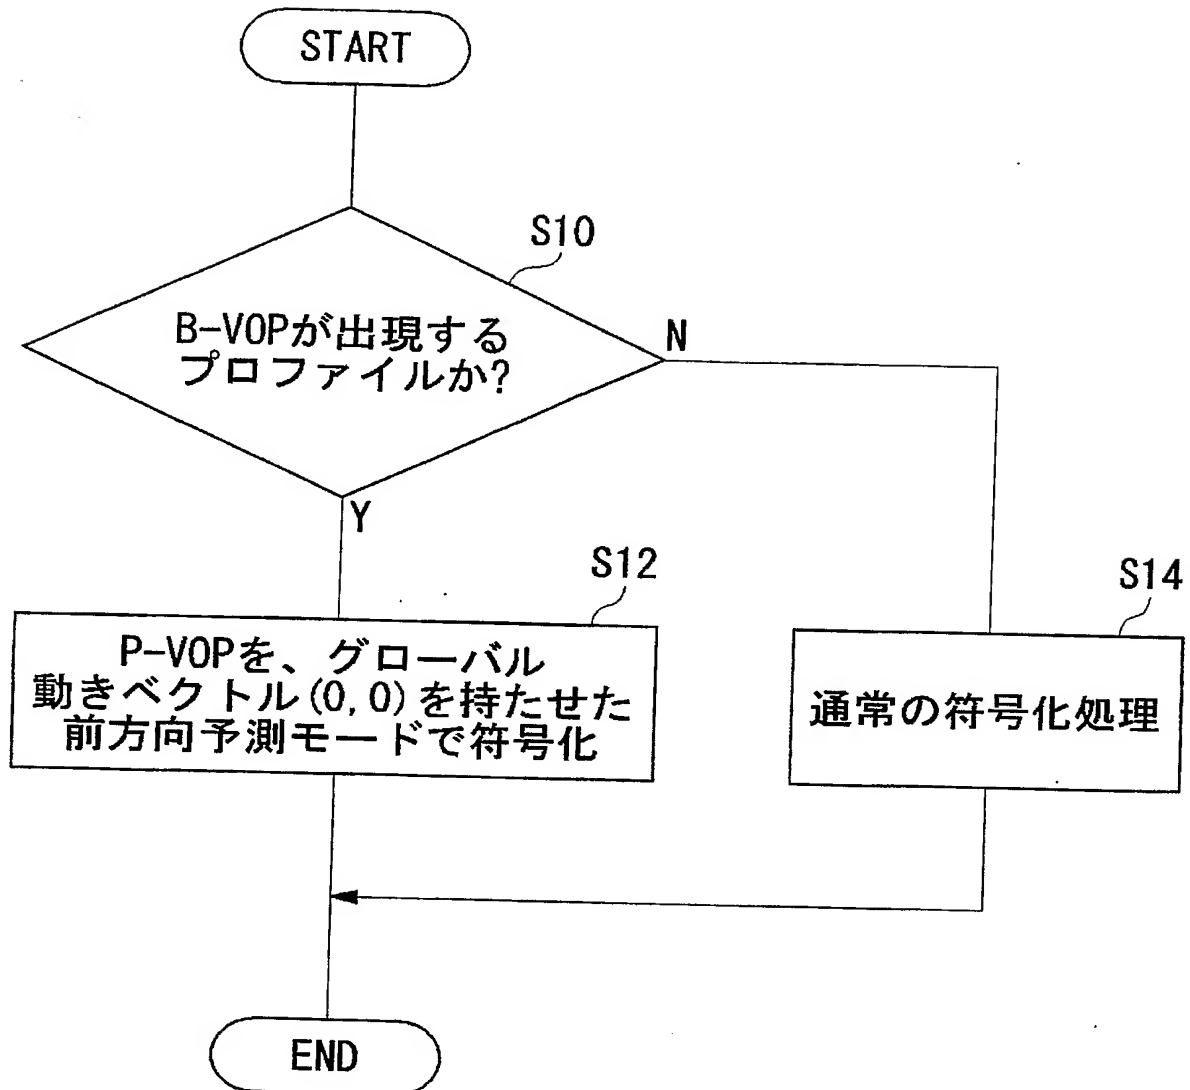 START
S10
B-VOPが出現する
プロファイルか?
N
Y
S12
P-VOPを、グローバル
動きベクトル(0,0)を持たせた
前方向予測モードで符号化
S14
通常の符号化処理
END